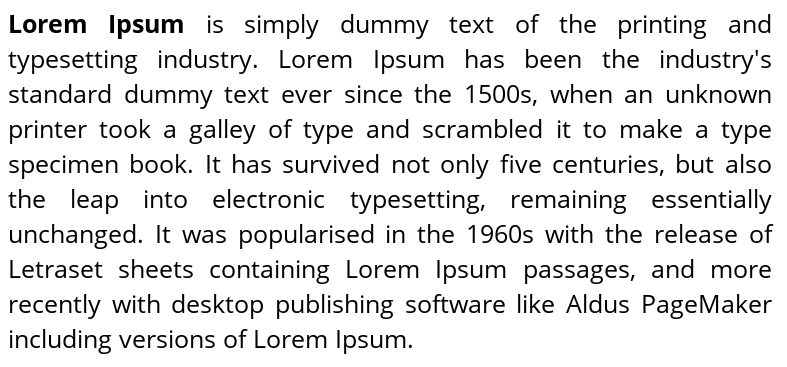 Lorem Ipsum is simply dummy text of the printing and
typesetting industry. Lorem Ipsum has been the industry's
standard dummy text ever since the 1500s, when an unknown
printer took a galley of type and scrambled it to make a type
specimen book. It has survived not only five centuries, but also
the leap into electronic typesetting, remaining essentially
unchanged. It was popularised in the 1960s with the release of
Letraset sheets containing Lorem Ipsum passages, and more
recently with desktop publishing software like Aldus PageMaker
including versions of Lorem Ipsum.